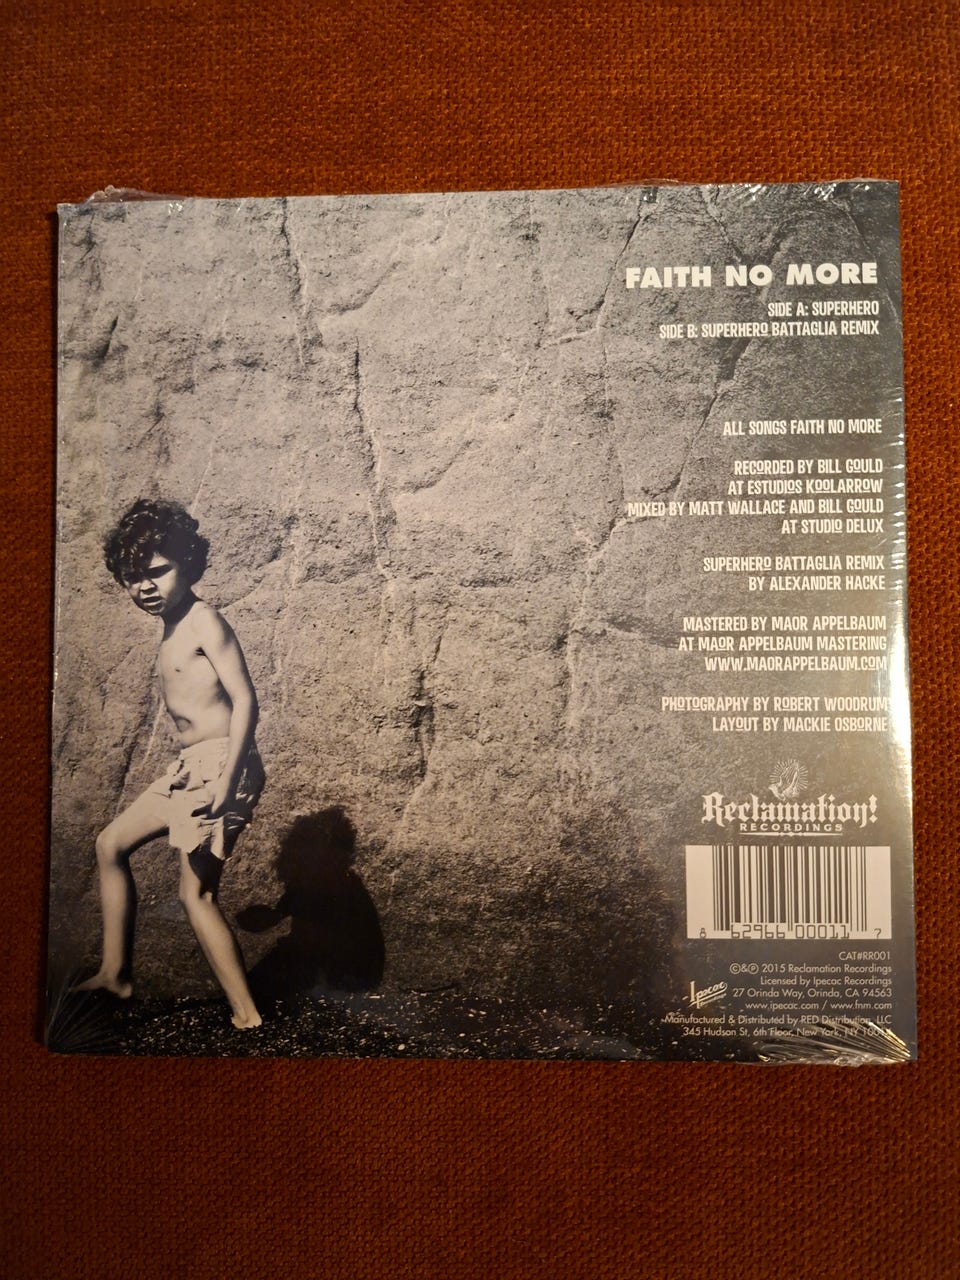 FAITH NO MORE
SIDE A: SUPERHERO
SIDE B: SUPERHERO BATTAGLIA REMIX
ALL SONGS FAITH NO MORE
RECORDED BY BILL GOULD
AT ESTUDIOS KOOLARROW
MIXED BY MATT WALLACE AND BILL GOULD
AT STUDIO DELUX
SUPERHERO BATTAGLIA REMIX
BY ALEXANDER HACKE
MASTERED BY MAOR APPELBAUM
AT MAOR APPELBAUM MASTERING
WWW.MAORAPPELBAUM.COM
PHOTOGRAPHY BY ROBERT WOODRUM
LAYOUT BY MACKIE OSBORNE
Reclamation!
RECORDINGS
8 62966 00011 7
CAT#RR001
©&℗ 2015 Reclamation Recordings
Licensed by Ipecac Recordings
27 Orinda Way, Orinda, CA 94563
www.ipecac.com / www.fnm.com
Ipecac
Recordings
Manufactured & Distributed by RED Distribution, LLC
345 Hudson St, 6th Floor, New York, NY